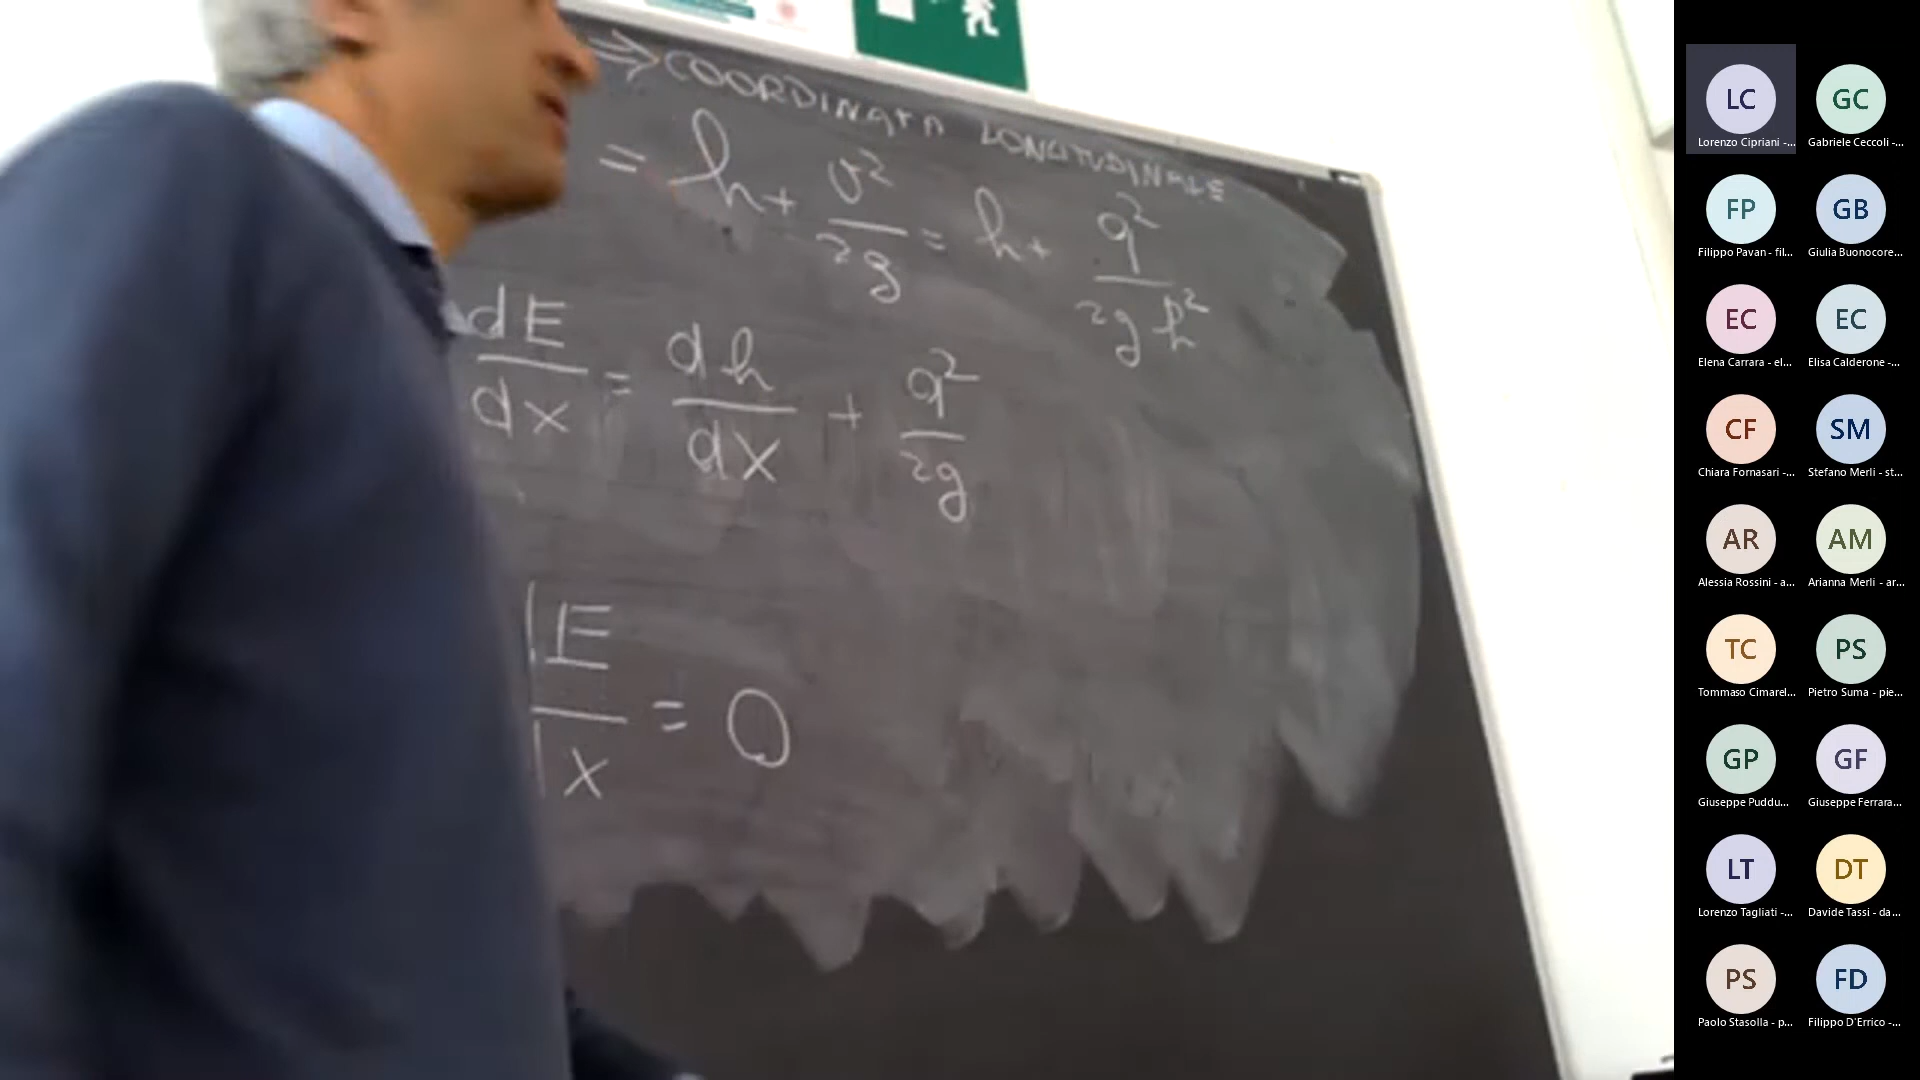 ⇒ COORDINATA LONGITUDINALE
= h + v²/2g = h + q²/2gh²
dE/dx = dh/dx + q²/2g
dE/dx = 0
LC
Lorenzo Cipriani -...
GC
Gabriele Ceccoli -...
FP
Filippo Pavan - fil...
GB
Giulia Buonocore...
EC
Elena Carrara - el...
EC
Elisa Calderone -...
CF
Chiara Fornasari -...
SM
Stefano Merli - st...
AR
Alessia Rossini - a...
AM
Arianna Merli - ar...
TC
Tommaso Cimarel...
PS
Pietro Suma - pie...
GP
Giuseppe Puddu...
GF
Giuseppe Ferrara...
LT
Lorenzo Tagliati -...
DT
Davide Tassi - da...
PS
Paolo Stasolla - p...
FD
Filippo D'Errico -...